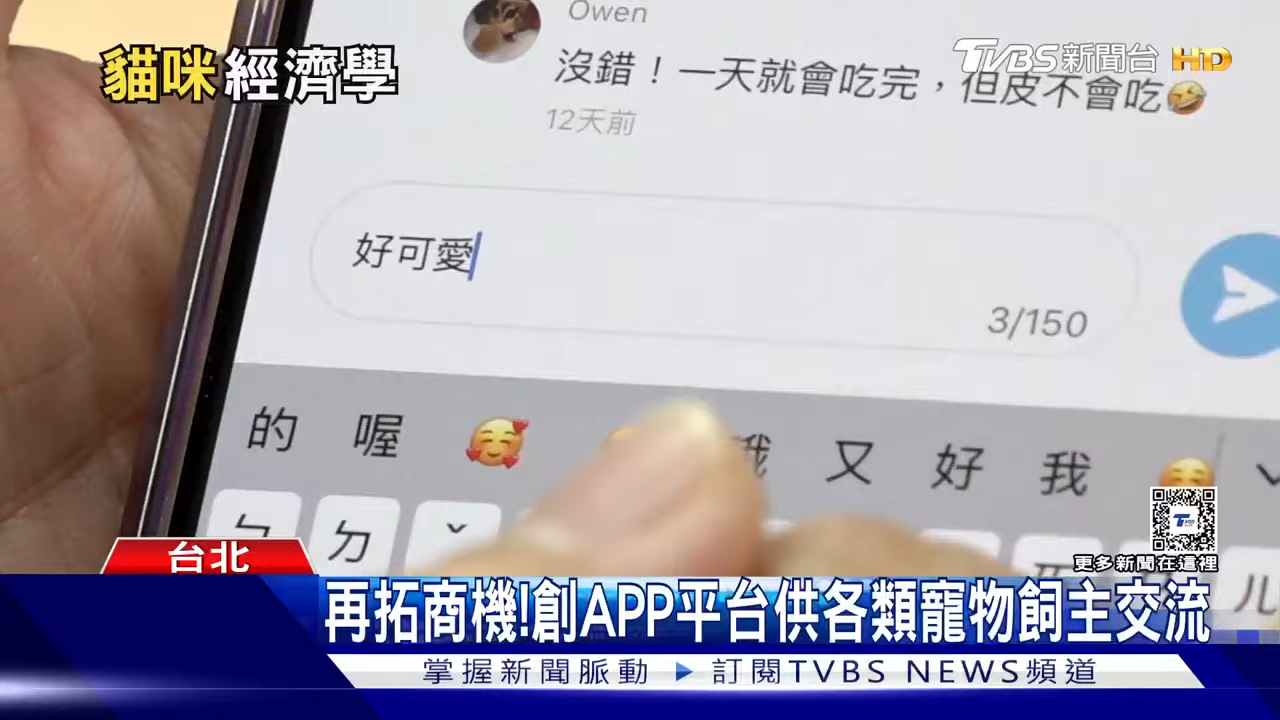 Owen
貓咪經濟學
TVBS新聞台 HD
沒錯！一天就會吃完，但皮不會吃🤣
12天前
好可愛
3/150
的 喔 🥰 又 好 我
ㄅ ㄉ ˇ
ㄦ
更多新聞在這裡
台北
再拓商機!創APP平台供各類寵物飼主交流
掌握新聞脈動 ▶ 訂閱TVBS NEWS頻道